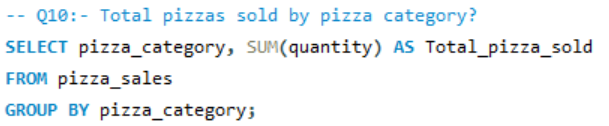 -- Q10:- Total pizzas sold by pizza category?
SELECT pizza_category, SUM(quantity) AS Total_pizza_sold
FROM pizza_sales
GROUP BY pizza_category;